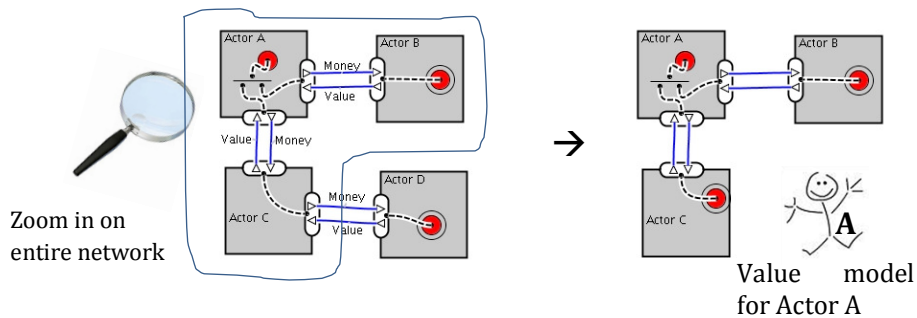 Actor A
Actor B
Money
Value
Value
Money
Actor D
Money
Actor C
Value
Zoom in on
entire network
→
Actor A
Actor B
Actor C
A
Value model
for Actor A